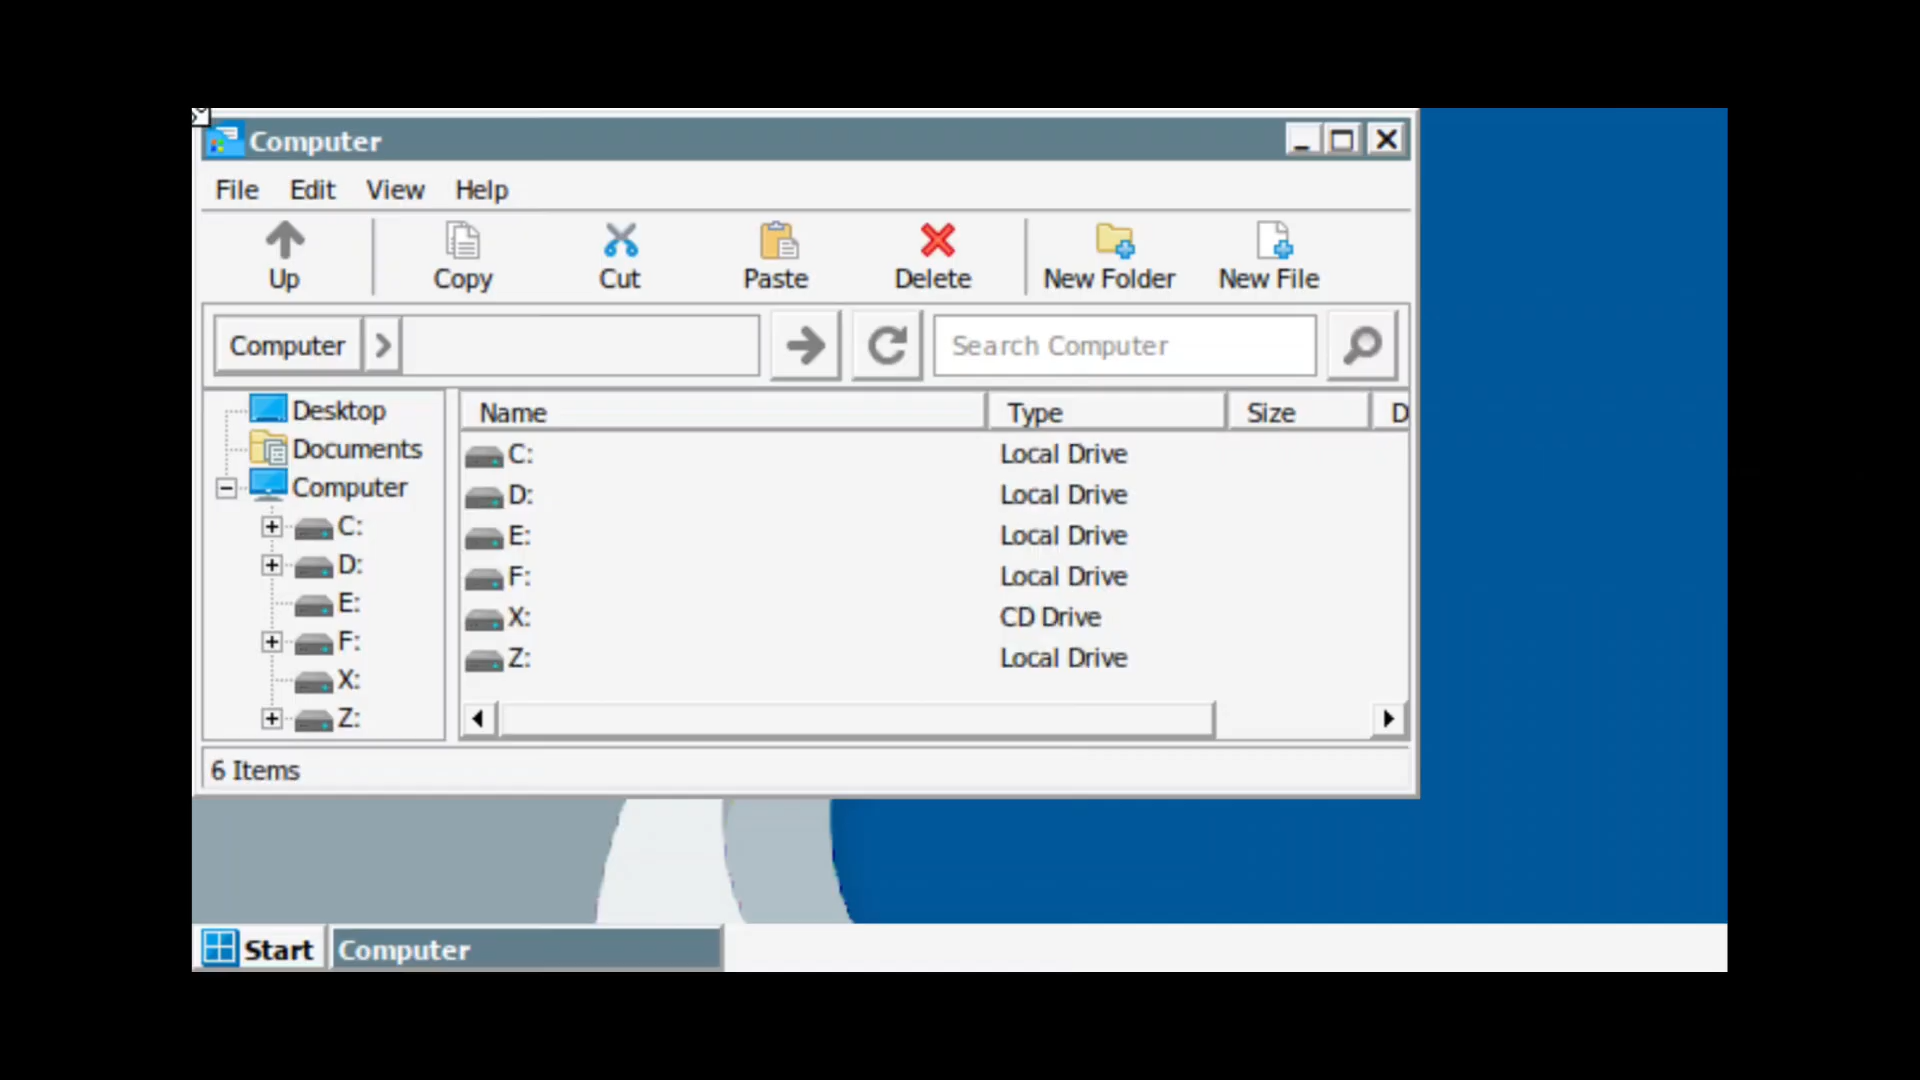 Computer
File Edit View Help
Up Copy Cut Paste Delete New Folder New File
Computer Search Computer
Desktop
Documents
Computer
C:
D:
E:
F:
X:
Z:
Name Type Size D
C: Local Drive
D: Local Drive
E: Local Drive
F: Local Drive
X: CD Drive
Z: Local Drive
6 Items
Start Computer